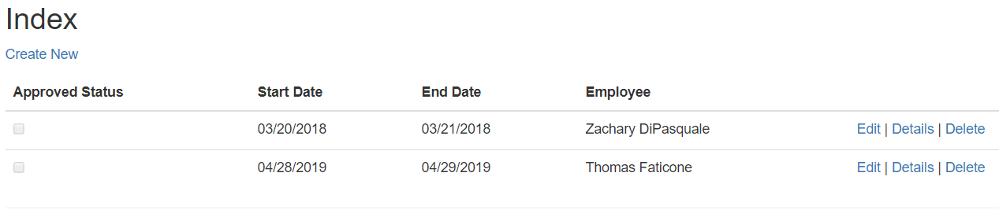 Index
Create New
Approved Status Start Date End Date Employee
03/20/2018 03/21/2018 Zachary DiPasquale Edit | Details | Delete
04/28/2019 04/29/2019 Thomas Faticone Edit | Details | Delete